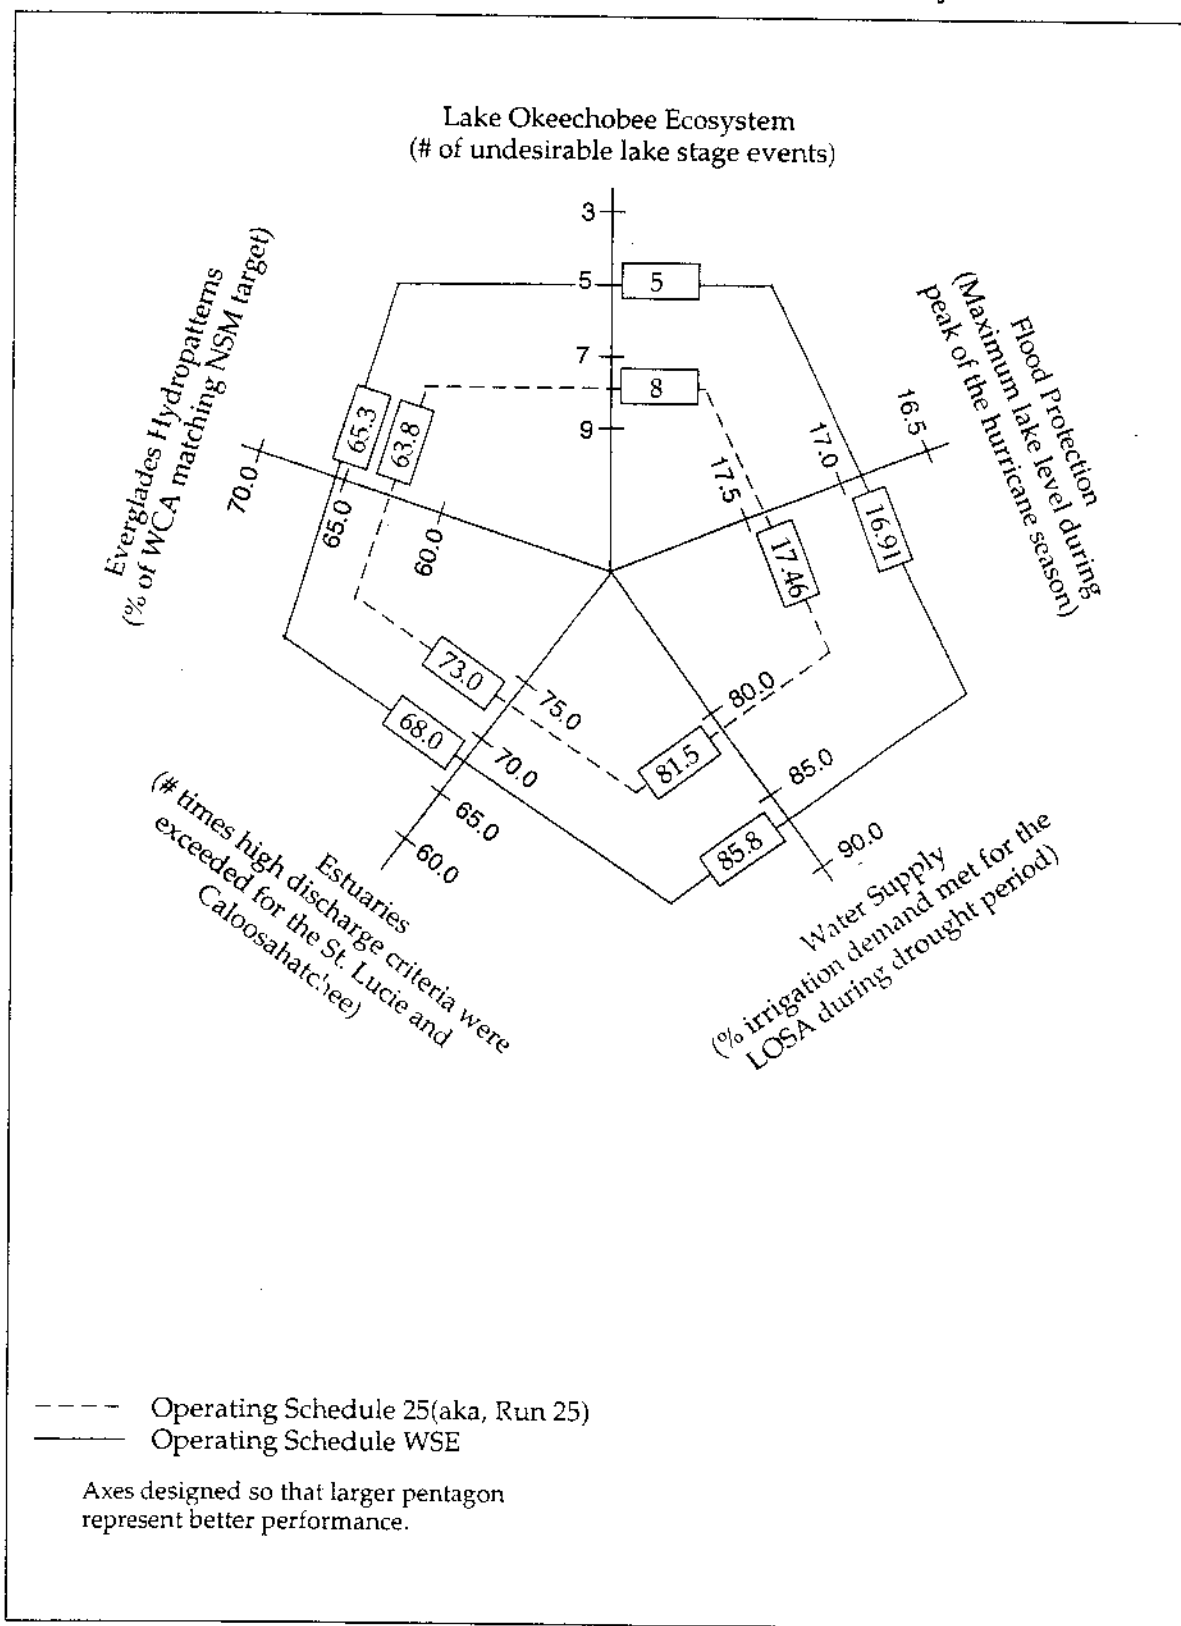 Lake Okeechobee Ecosystem
(# of undesirable lake stage events)
3
5
5
7
8
9
Flood Protection
(Maximum lake level during
peak of the hurricane season)
16.5
17.0
17.5
16.91
17.46
Everglades Hydropatterns
(% of WCA matching NSM target)
70.0
65.0
60.0
65.3
63.8
73.0
68.0
75.0
70.0
65.0
60.0
Estuaries
(# times high discharge criteria were
exceeded for the St. Lucie and
Caloosahatchee)
80.0
85.0
90.0
81.5
85.8
Water Supply
(% irrigation demand met for the
LOSA during drought period)
Operating Schedule 25(aka, Run 25)
Operating Schedule WSE
Axes designed so that larger pentagon
represent better performance.